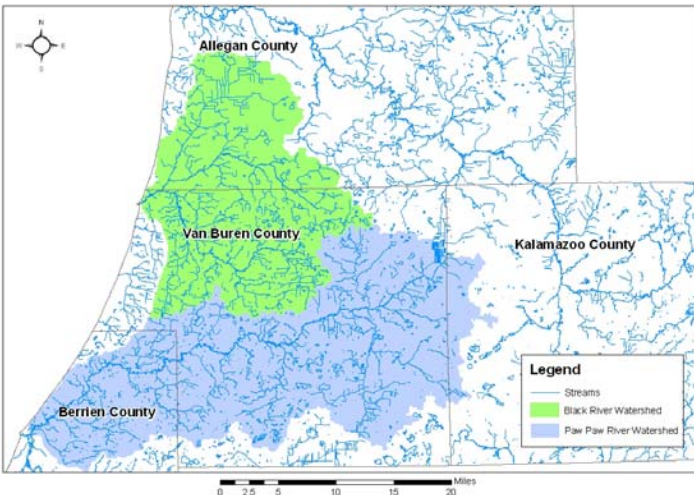 N
W E
S
Allegan County
Van Buren County
Kalamazoo County
Berrien County
Legend
Streams
Black River Watershed
Paw Paw River Watershed
Miles
0 2.5 5 10 15 20